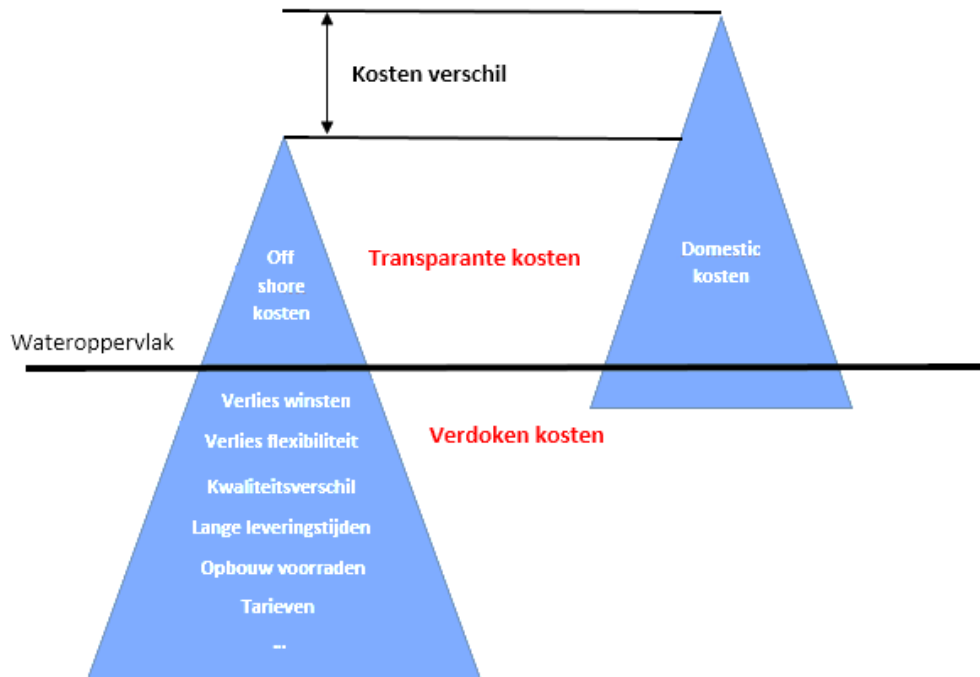 Kosten verschil
Off
shore
kosten
Transparante kosten
Domestic
kosten
Wateroppervlak
Verlies winsten
Verlies flexibiliteit
Verdoken kosten
Kwaliteitsverschil
Lange leveringstijden
Opbouw voorraden
Tarieven
...